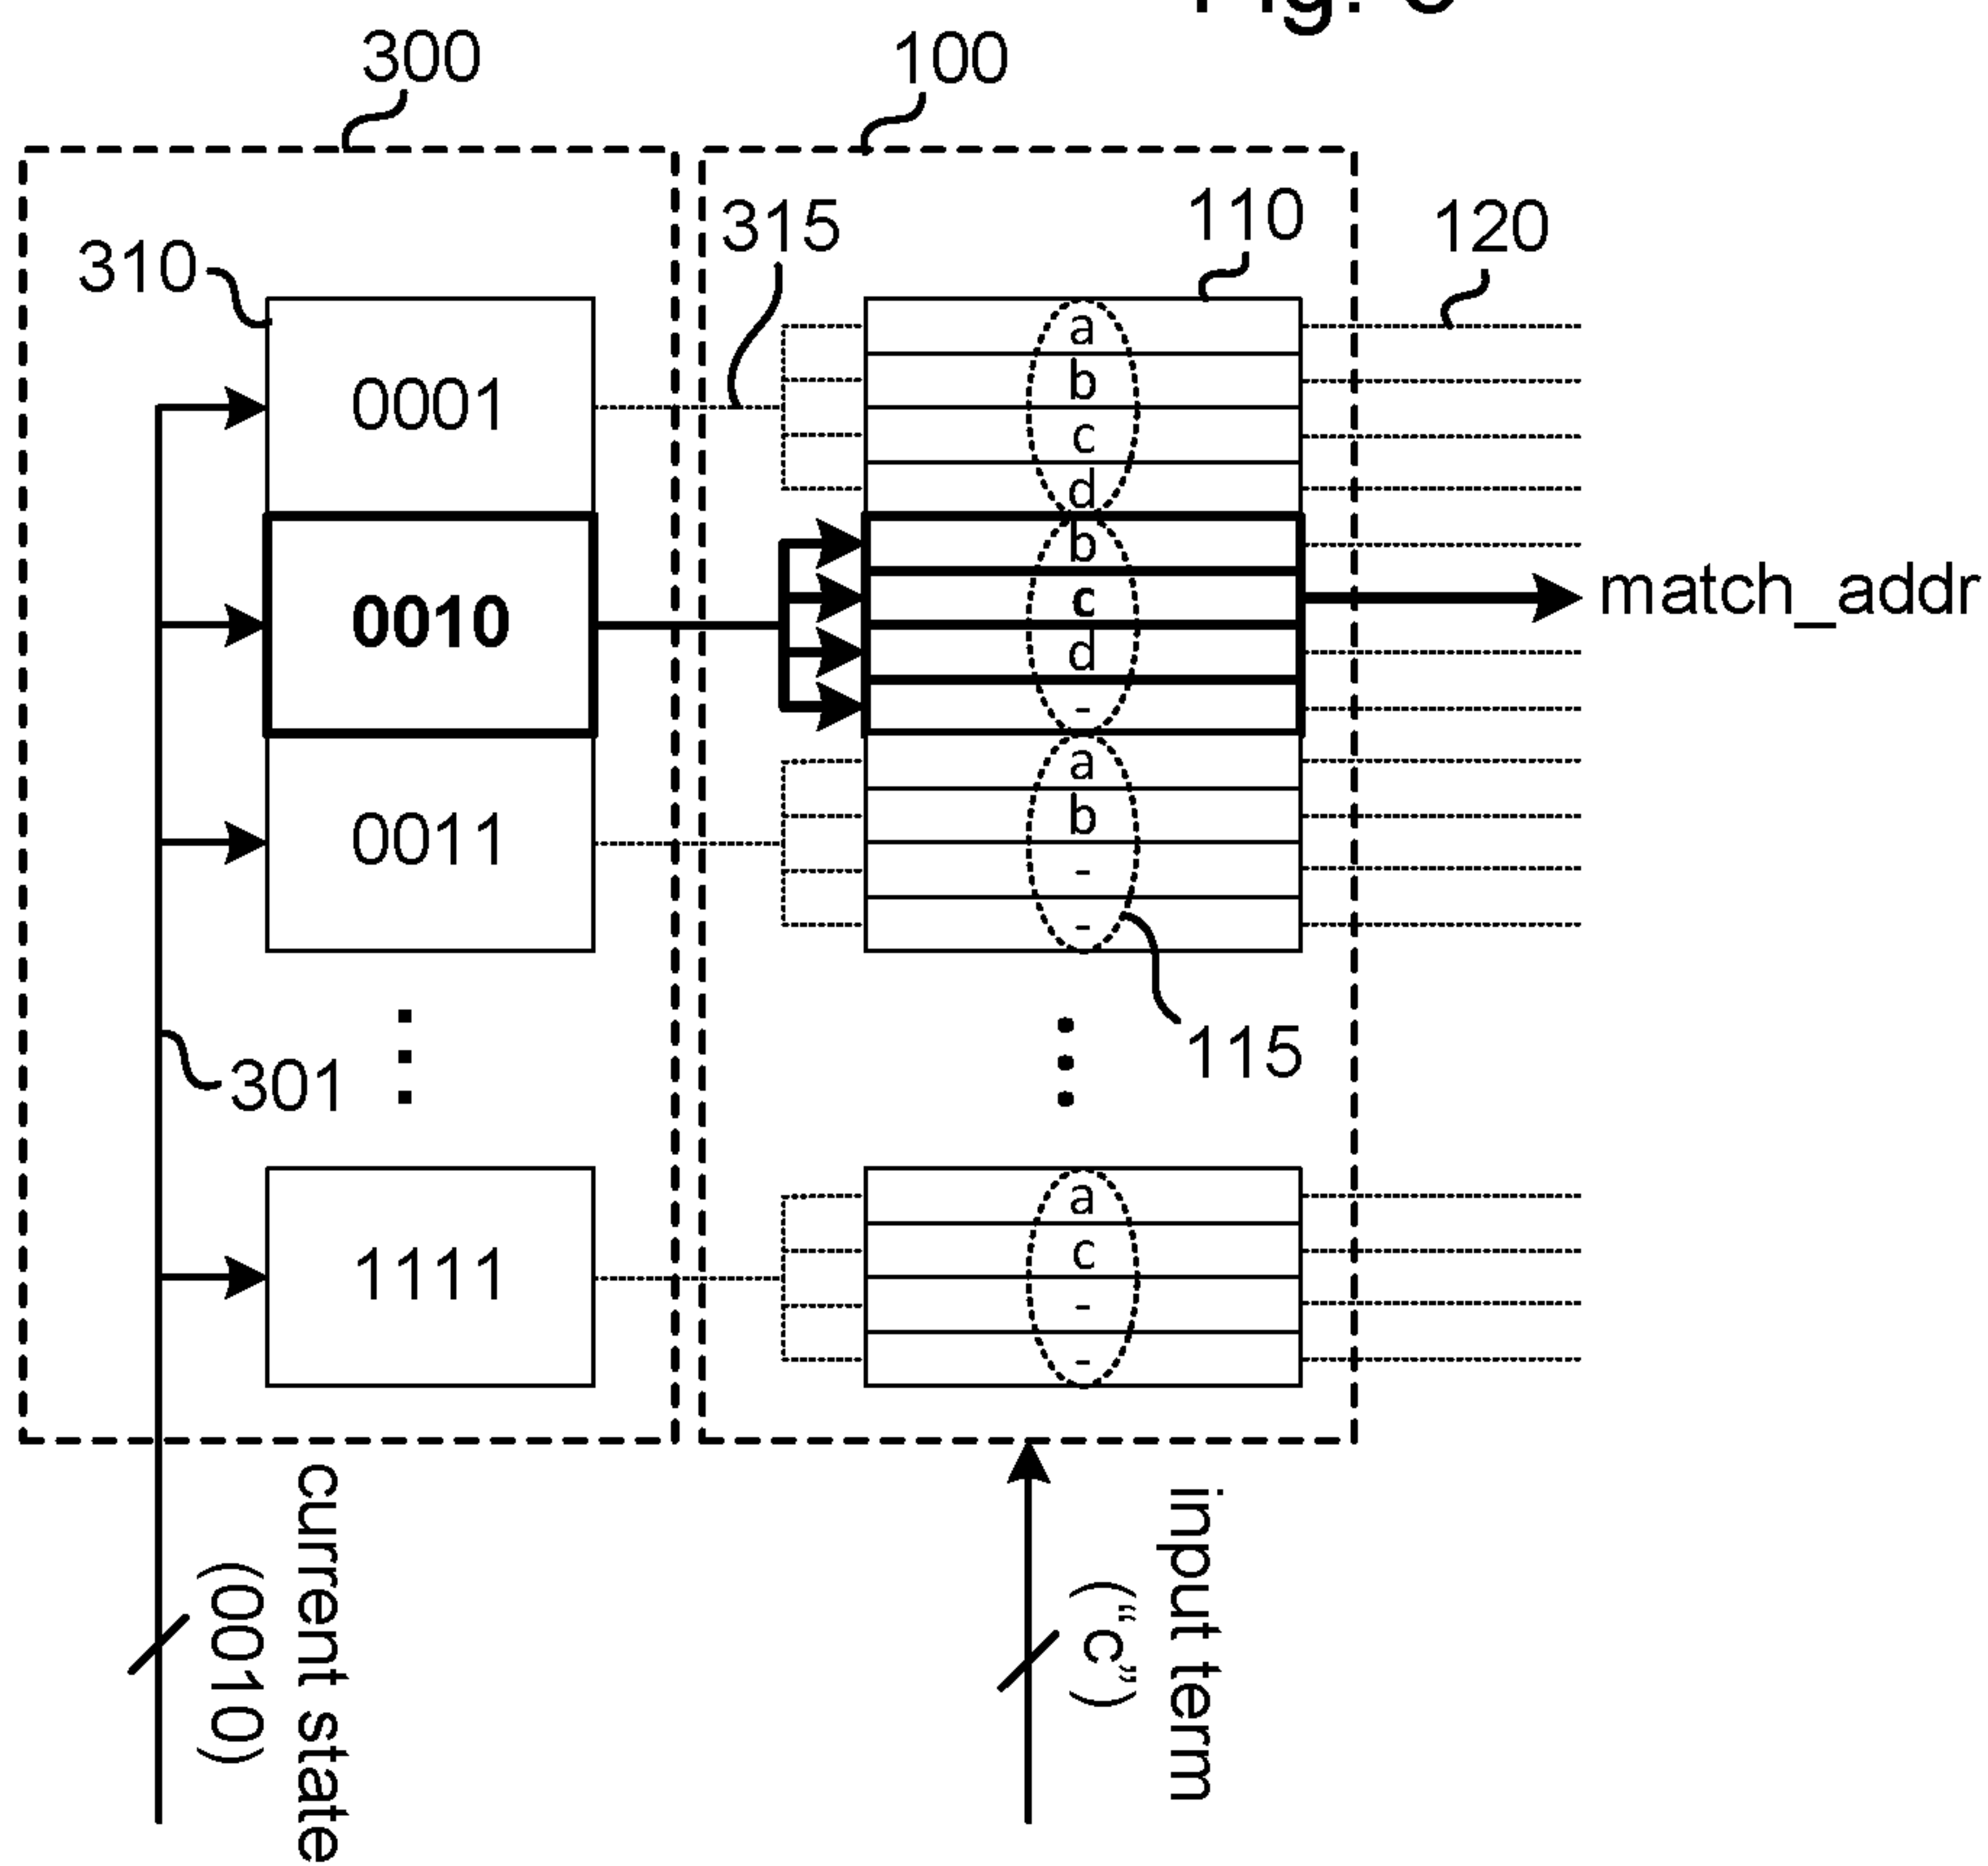 300
100
315
110
120
310
a
b
0001
c
d
b
0010
c
match_addr
d
-
a
b
0011
-
-
115
301
a
1111
c
-
-
current state
(0010)
input term
(“c”)